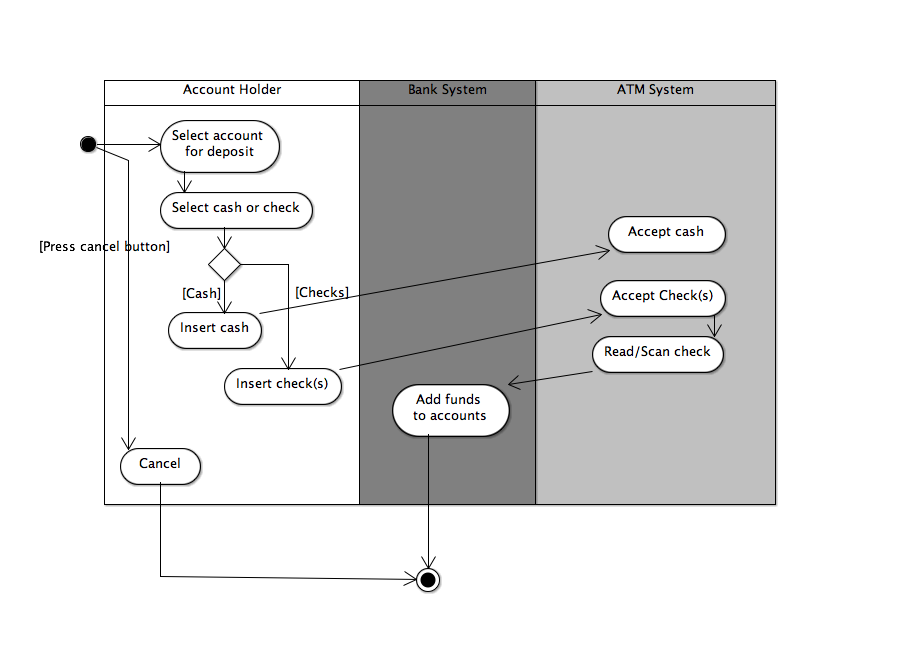 Account Holder
Bank System
ATM System
Select account
for deposit
Select cash or check
Accept cash
[Press cancel button]
[Cash]
[Checks]
Accept Check(s)
Insert cash
Read/Scan check
Insert check(s)
Add funds
to accounts
Cancel